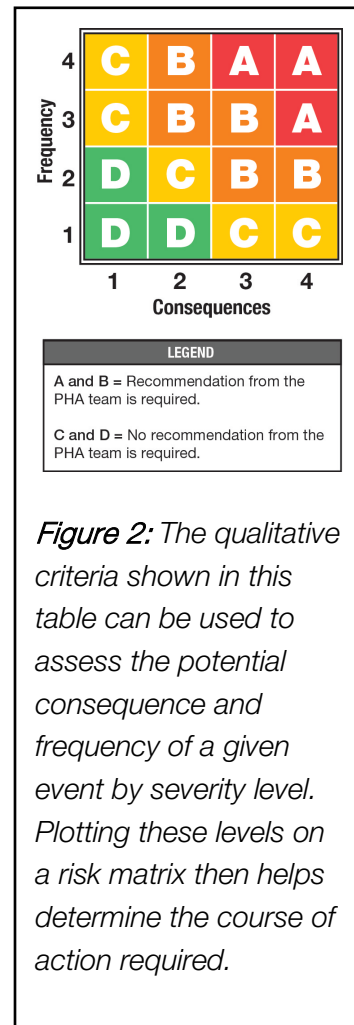 4 C B A A
3 C B B A
Frequency
2 D C B B
1 D D C C
1 2 3 4
Consequences
LEGEND
A and B = Recommendation from the
PHA team is required.
C and D = No recommendation from the
PHA team is required.
Figure 2: The qualitative
criteria shown in this
table can be used to
assess the potential
consequence and
frequency of a given
event by severity level.
Plotting these levels on
a risk matrix then helps
determine the course of
action required.